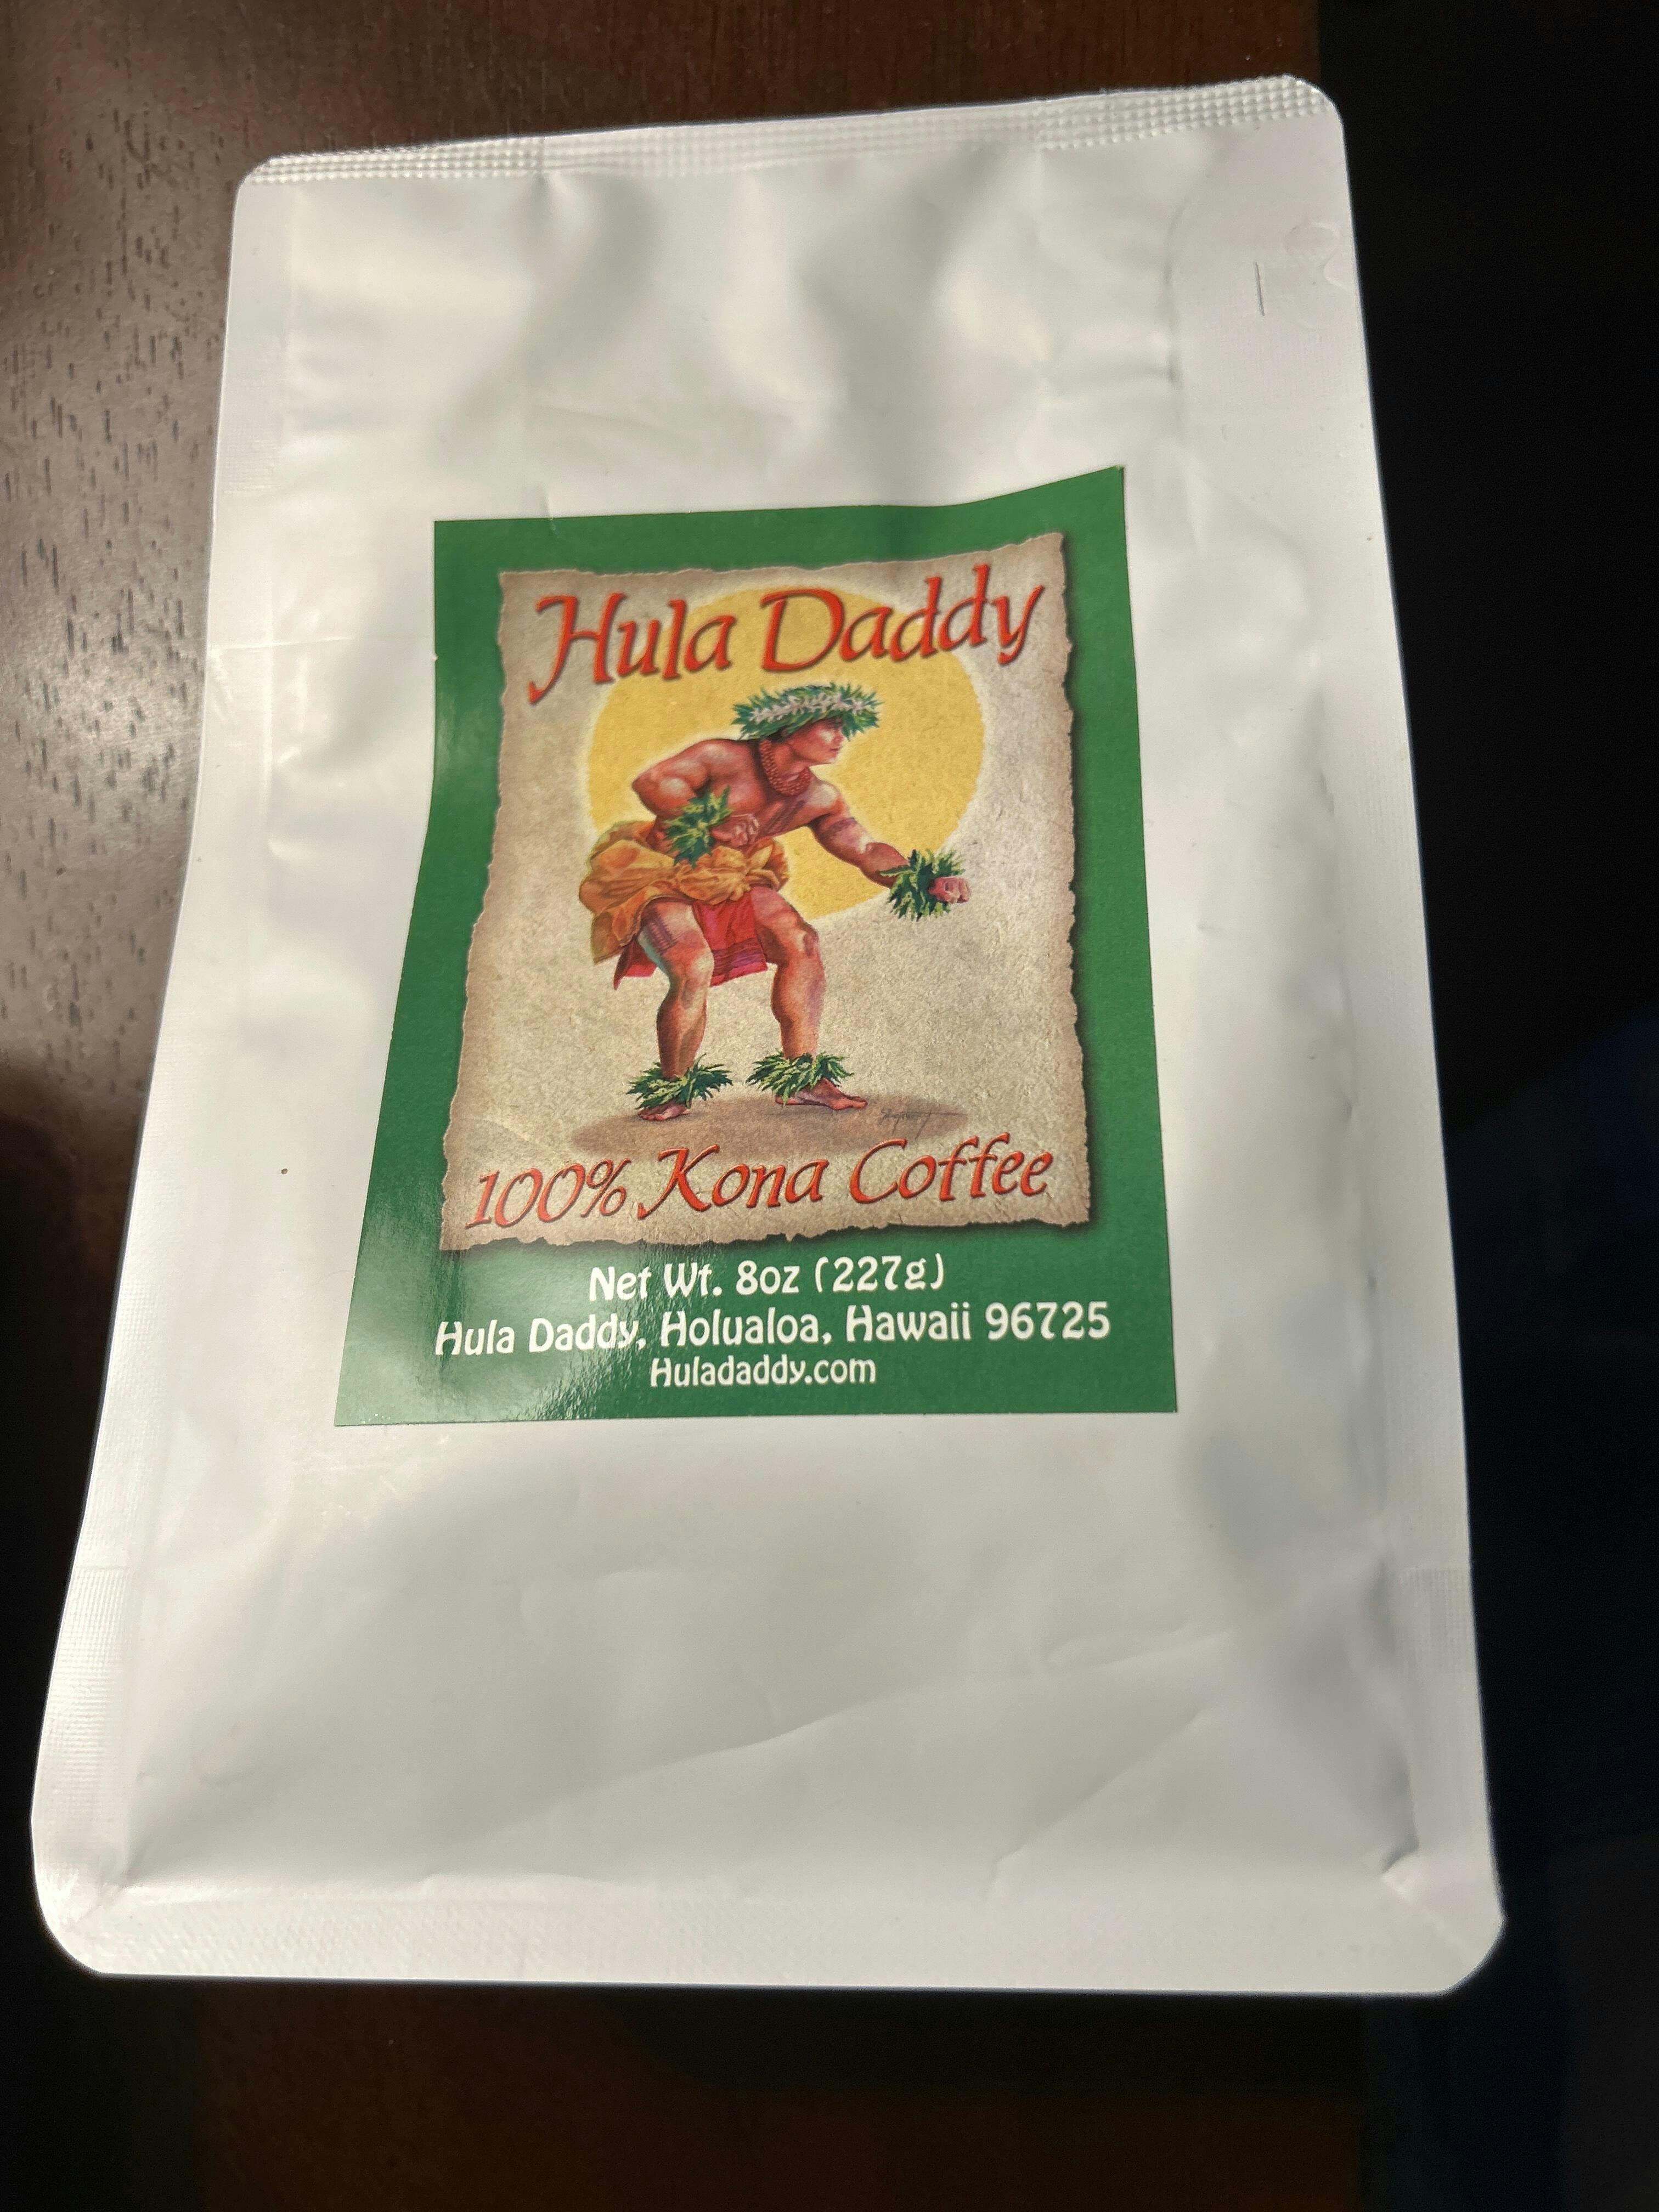 Hula Daddy
100% Kona Coffee
Net Wt. 8oz (227g)
Hula Daddy, Holualoa, Hawaii 96725
Huladaddy.com